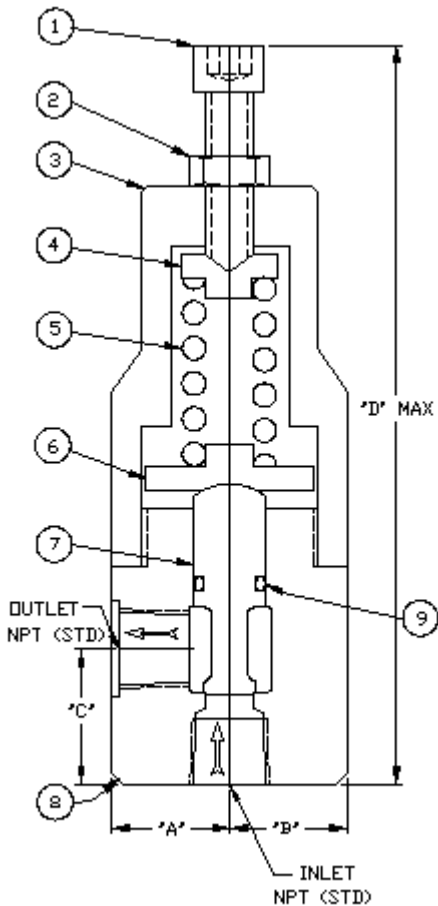 1
2
3
4
5
"D" MAX
6
7
9
OUTLET
NPT (STD)
"C"
8
"A"
"B"
INLET
NPT (STD)